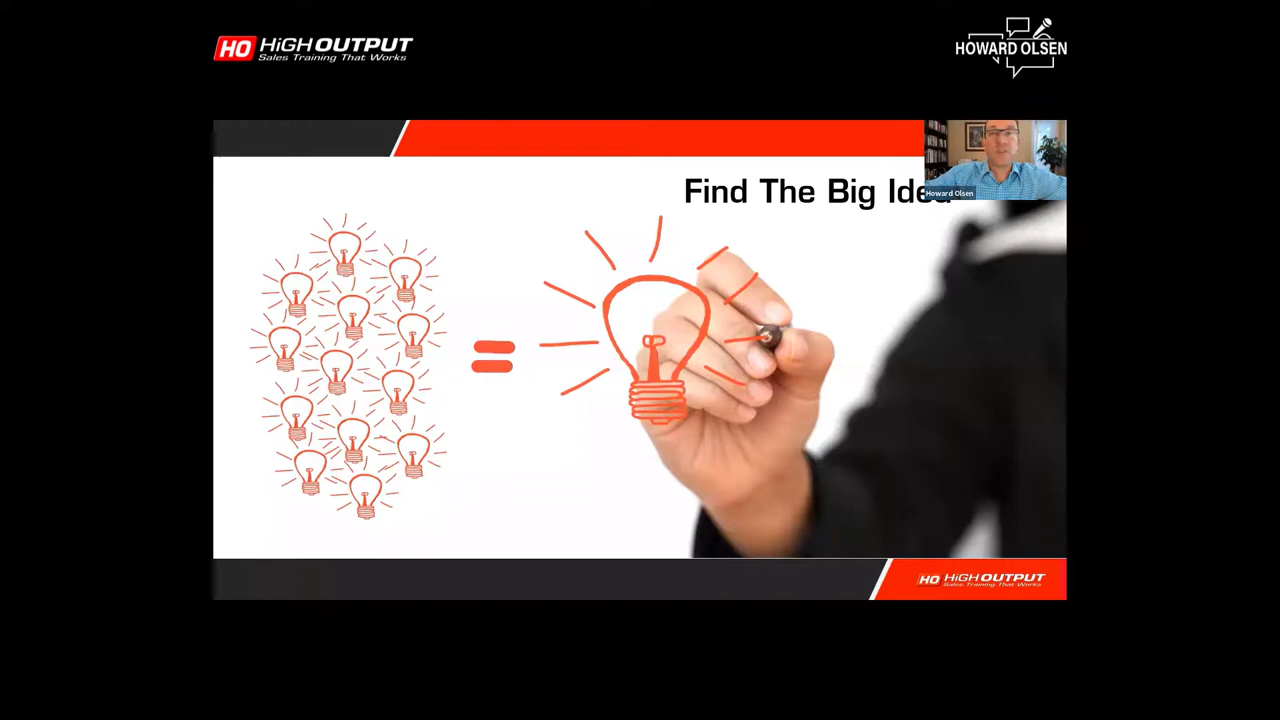 HO HiGH OUTPUT
Sales Training That Works
HOWARD OLSEN
Find The Big Idea
Howard Olsen
HO HiGH OUTPUT
Sales Training That Works